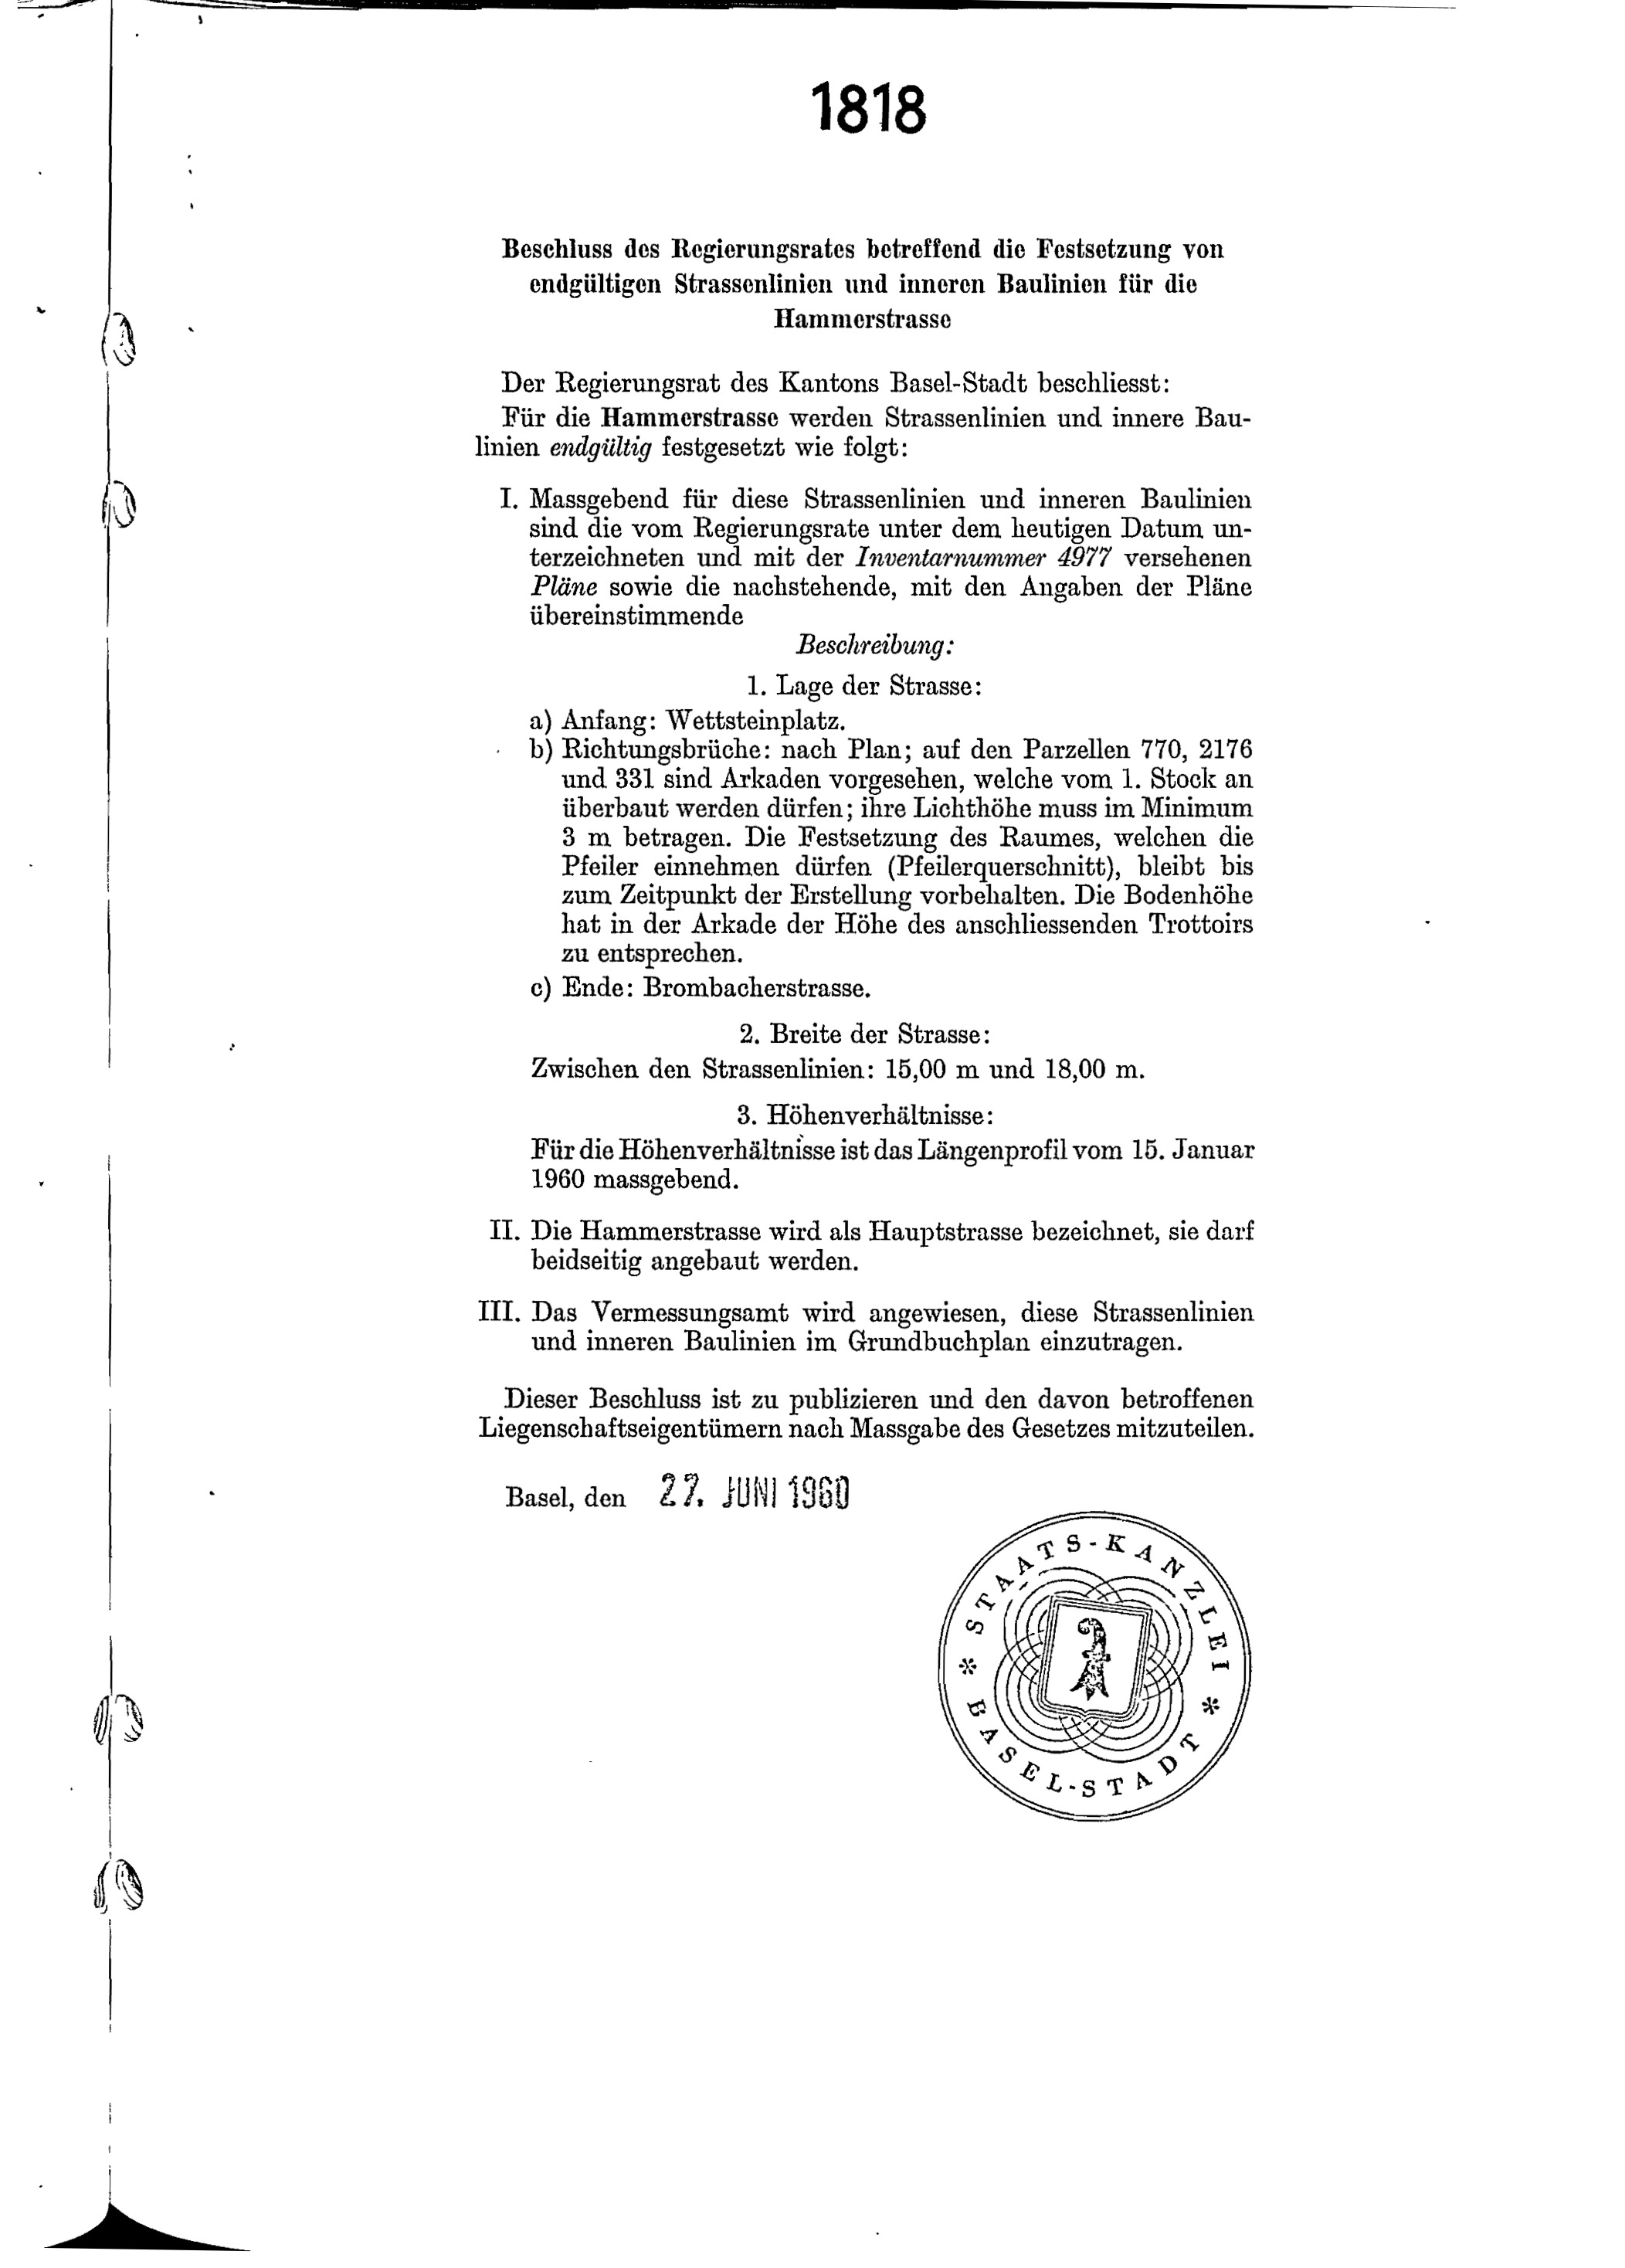 1818
Beschluss des Regierungsrates betreffend die Festsetzung von
endgültigen Strassenlinien und inneren Baulinien für die
Hammerstrasse
Der Regierungsrat des Kantons Basel-Stadt beschliesst:
Für die Hammerstrasse werden Strassenlinien und innere Bau-
linien endgültig festgesetzt wie folgt:
I. Massgebend für diese Strassenlinien und inneren Baulinien
sind die vom Regierungsrate unter dem heutigen Datum un-
terzeichneten und mit der Inventarnummer 4977 versehenen
Pläne sowie die nachstehende, mit den Angaben der Pläne
übereinstimmende
Beschreibung:
1. Lage der Strasse:
a) Anfang: Wettsteinplatz.
b) Richtungsbrüche: nach Plan; auf den Parzellen 770, 2176
und 331 sind Arkaden vorgesehen, welche vom 1. Stock an
überbaut werden dürfen; ihre Lichthöhe muss im Minimum
3 m betragen. Die Festsetzung des Raumes, welchen die
Pfeiler einnehmen dürfen (Pfeilerquerschnitt), bleibt bis
zum Zeitpunkt der Erstellung vorbehalten. Die Bodenhöhe
hat in der Arkade der Höhe des anschliessenden Trottoirs
zu entsprechen.
c) Ende: Brombacherstrasse.
2. Breite der Strasse:
Zwischen den Strassenlinien: 15,00 m und 18,00 m.
3. Höhenverhältnisse:
Für die Höhenverhältnisse ist das Längenprofil vom 15. Januar
1960 massgebend.
II. Die Hammerstrasse wird als Hauptstrasse bezeichnet, sie darf
beidseitig angebaut werden.
III. Das Vermessungsamt wird angewiesen, diese Strassenlinien
und inneren Baulinien im Grundbuchplan einzutragen.
Dieser Beschluss ist zu publizieren und den davon betroffenen
Liegenschaftseigentümern nach Massgabe des Gesetzes mitzuteilen.
Basel, den 27. JUNI 1960
* STAATS-KANZLEI *
BASEL-STADT